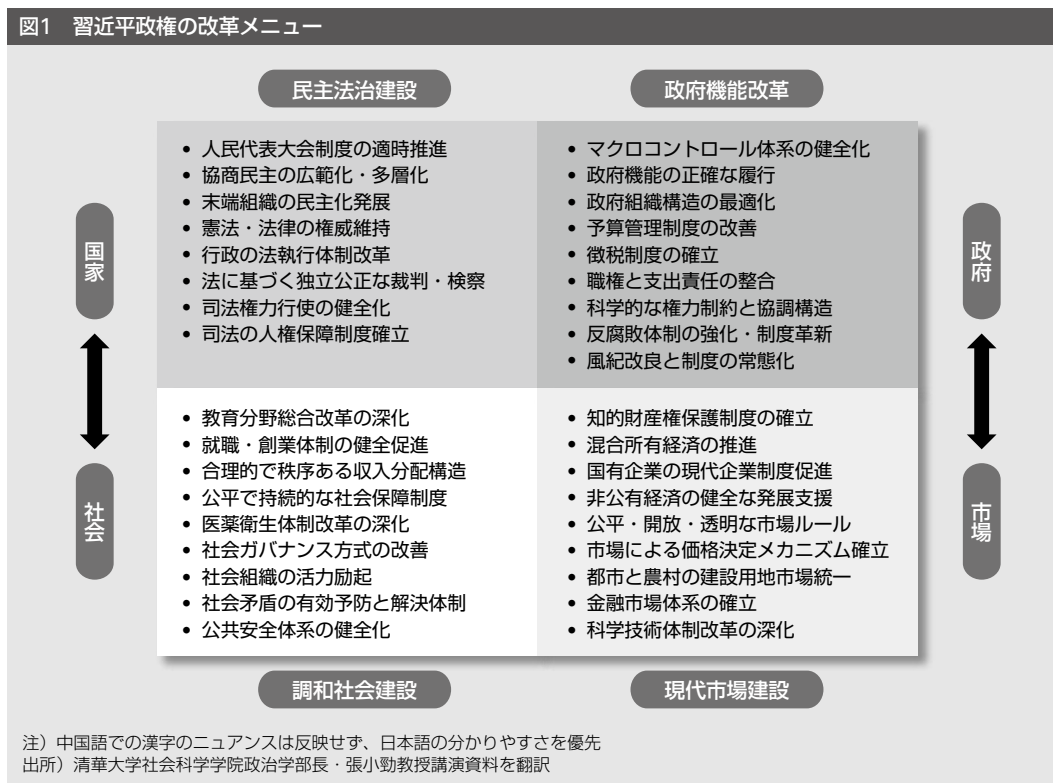 図1 習近平政権の改革メニュー
民主法治建設
政府機能改革
国家
社会
• 人民代表大会制度の適時推進
• 協商民主の広範化・多層化
• 末端組織の民主化発展
• 憲法・法律の権威維持
• 行政の法執行体制改革
• 法に基づく独立公正な裁判・検察
• 司法権力行使の健全化
• 司法の人権保障制度確立
• マクロコントロール体系の健全化
• 政府機能の正確な履行
• 政府組織構造の最適化
• 予算管理制度の改善
• 徴税制度の確立
• 職権と支出責任の整合
• 科学的な権力制約と協調構造
• 反腐敗体制の強化・制度革新
• 風紀改良と制度の常態化
• 教育分野総合改革の深化
• 就職・創業体制の健全促進
• 合理的で秩序ある収入分配構造
• 公平で持続的な社会保障制度
• 医薬衛生体制改革の深化
• 社会ガバナンス方式の改善
• 社会組織の活力励起
• 社会矛盾の有効予防と解決体制
• 公共安全体系の健全化
• 知的財産権保護制度の確立
• 混合所有経済の推進
• 国有企業の現代企業制度促進
• 非公有経済の健全な発展支援
• 公平・開放・透明な市場ルール
• 市場による価格決定メカニズム確立
• 都市と農村の建設用地市場統一
• 金融市場体系の確立
• 科学技術体制改革の深化
政府
市場
調和社会建設
現代市場建設
注）中国語での漢字のニュアンスは反映せず、日本語の分かりやすさを優先
出所）清華大学社会科学学院政治学部長・張小勁教授講演資料を翻訳